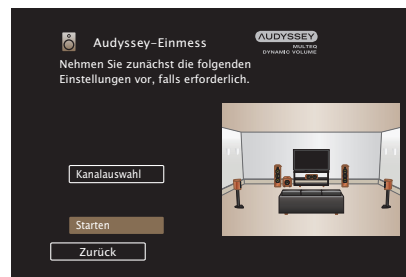 Audyssey-Einmess
AUDYSSEY
MULTEQ
DYNAMIC VOLUME
Nehmen Sie zunächst die folgenden
Einstellungen vor, falls erforderlich.
Kanalauswahl
Starten
Zurück